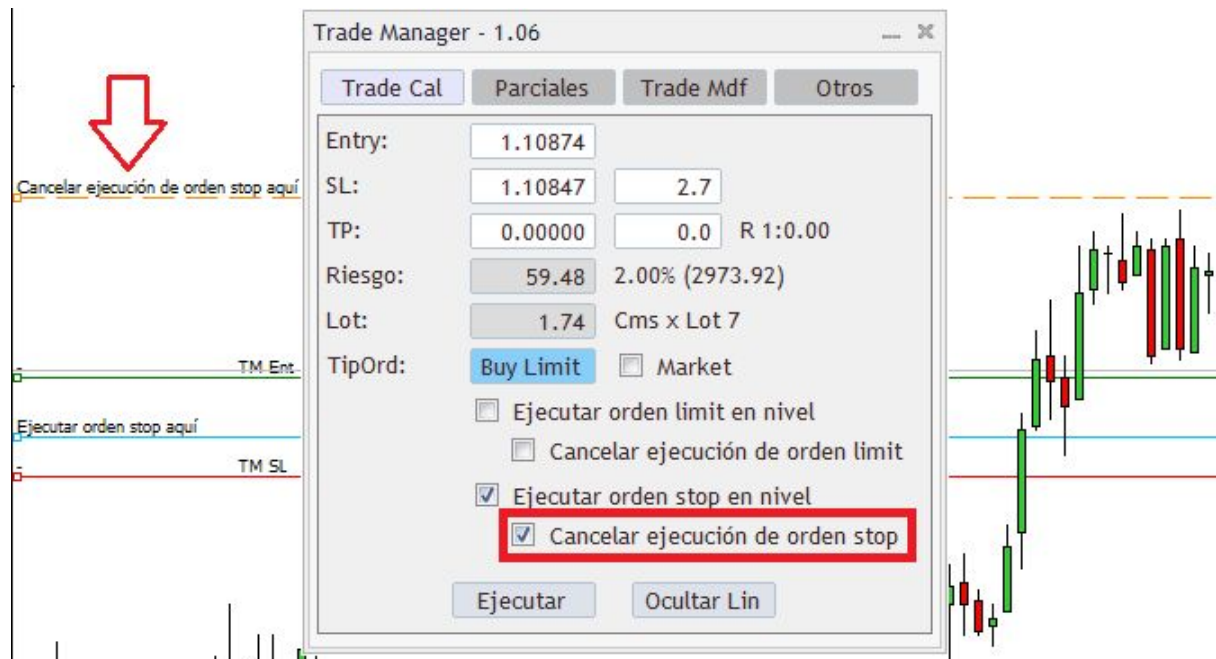 Trade Manager - 1.06
Trade Cal Parciales Trade Mdf Otros
Entry: 1.10874
Cancelar ejecución de orden stop aquí
SL: 1.10847 2.7
TP: 0.00000 0.0 R 1:0.00
Riesgo: 59.48 2.00% (2973.92)
Lot: 1.74 Cms x Lot 7
TM Ent
TipOrd: Buy Limit Market
Ejecutar orden limit en nivel
Ejecutar orden stop aquí
Cancelar ejecución de orden limit
TM SL
Ejecutar orden stop en nivel
Cancelar ejecución de orden stop
Ejecutar Ocultar Lin